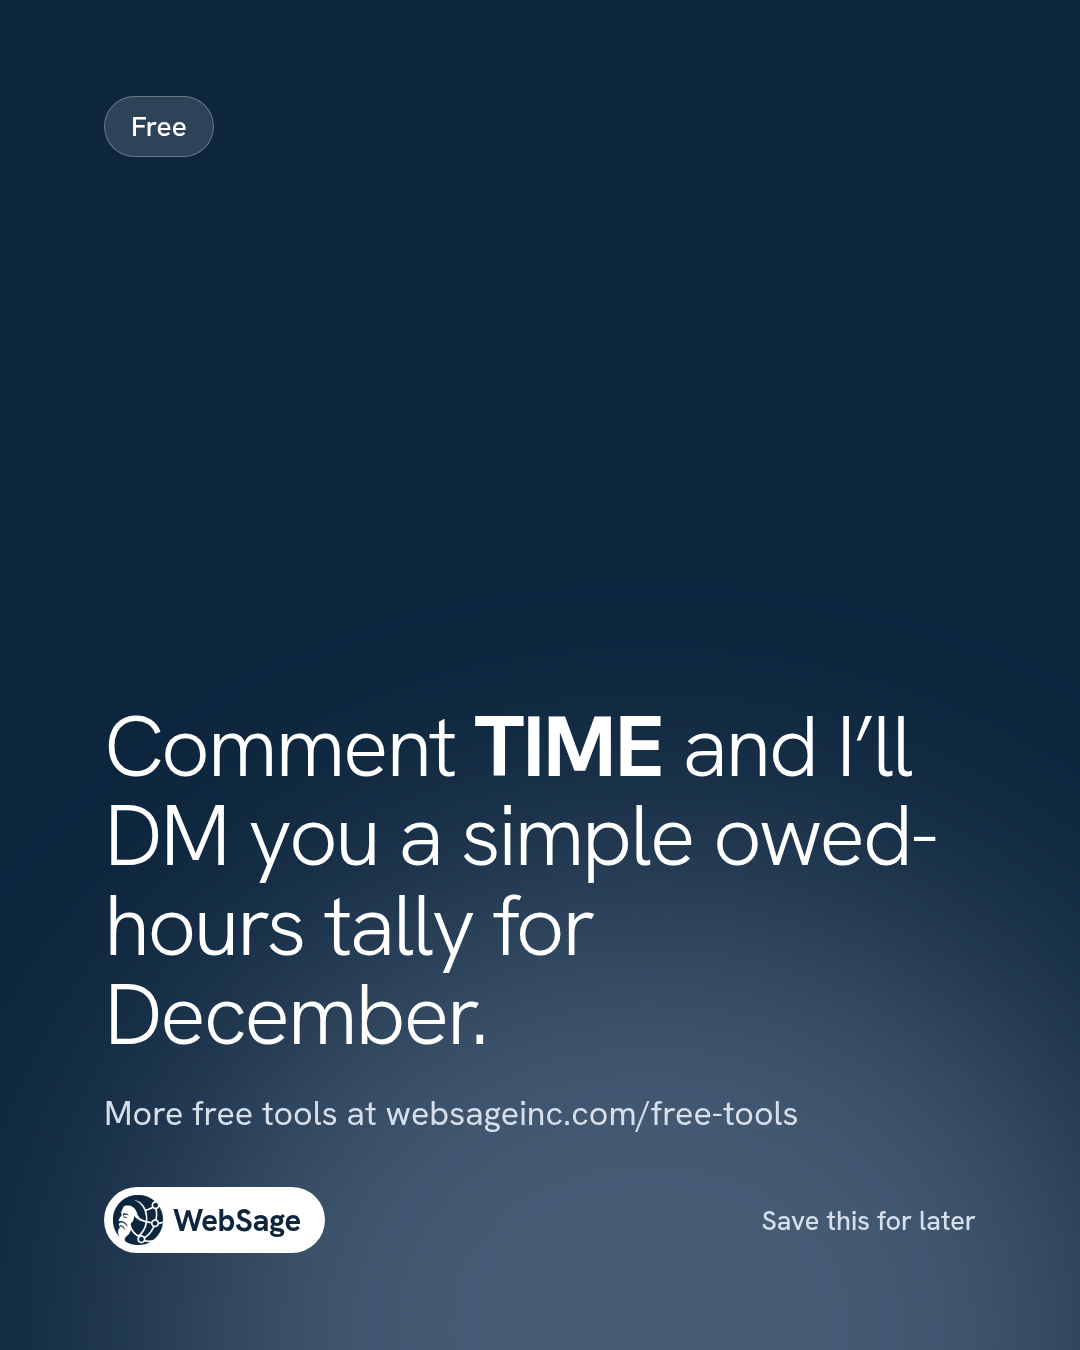 Free
Comment TIME and I’ll
DM you a simple owed-
hours tally for
December.
More free tools at websageinc.com/free-tools
WebSage
Save this for later